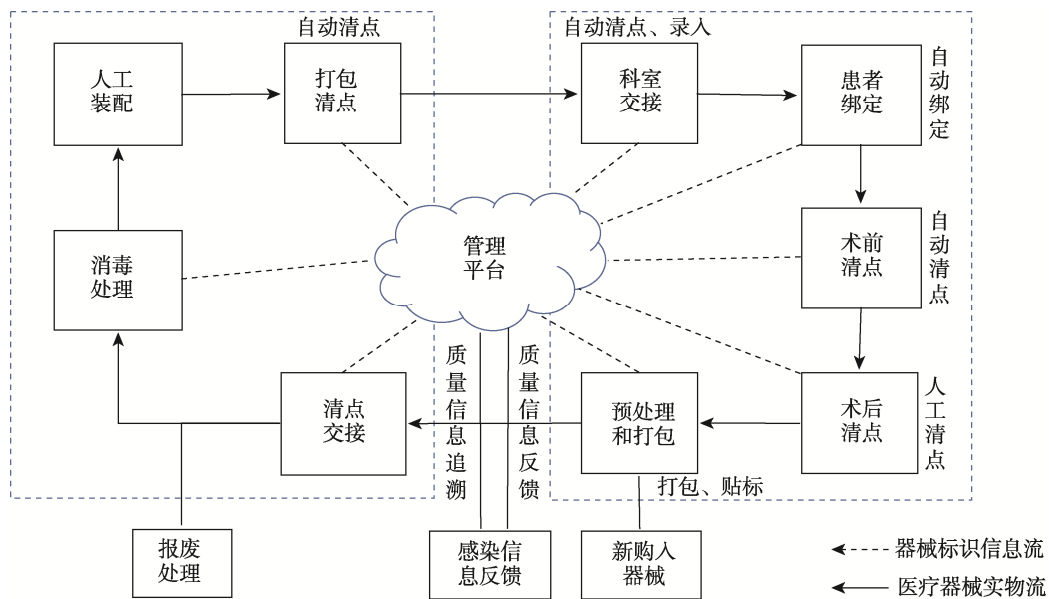 自动清点
自动清点、录入
人工
装配
打包
清点
科室
交接
患者
绑定
自动绑定
管理
平台
消毒
处理
术前
清点
自动清点
清点
交接
质量信息追溯
质量信息反馈
预处理
和打包
术后
清点
人工清点
打包、贴标
报废
处理
感染信
息反馈
新购入
器械
器械标识信息流
医疗器械实物流